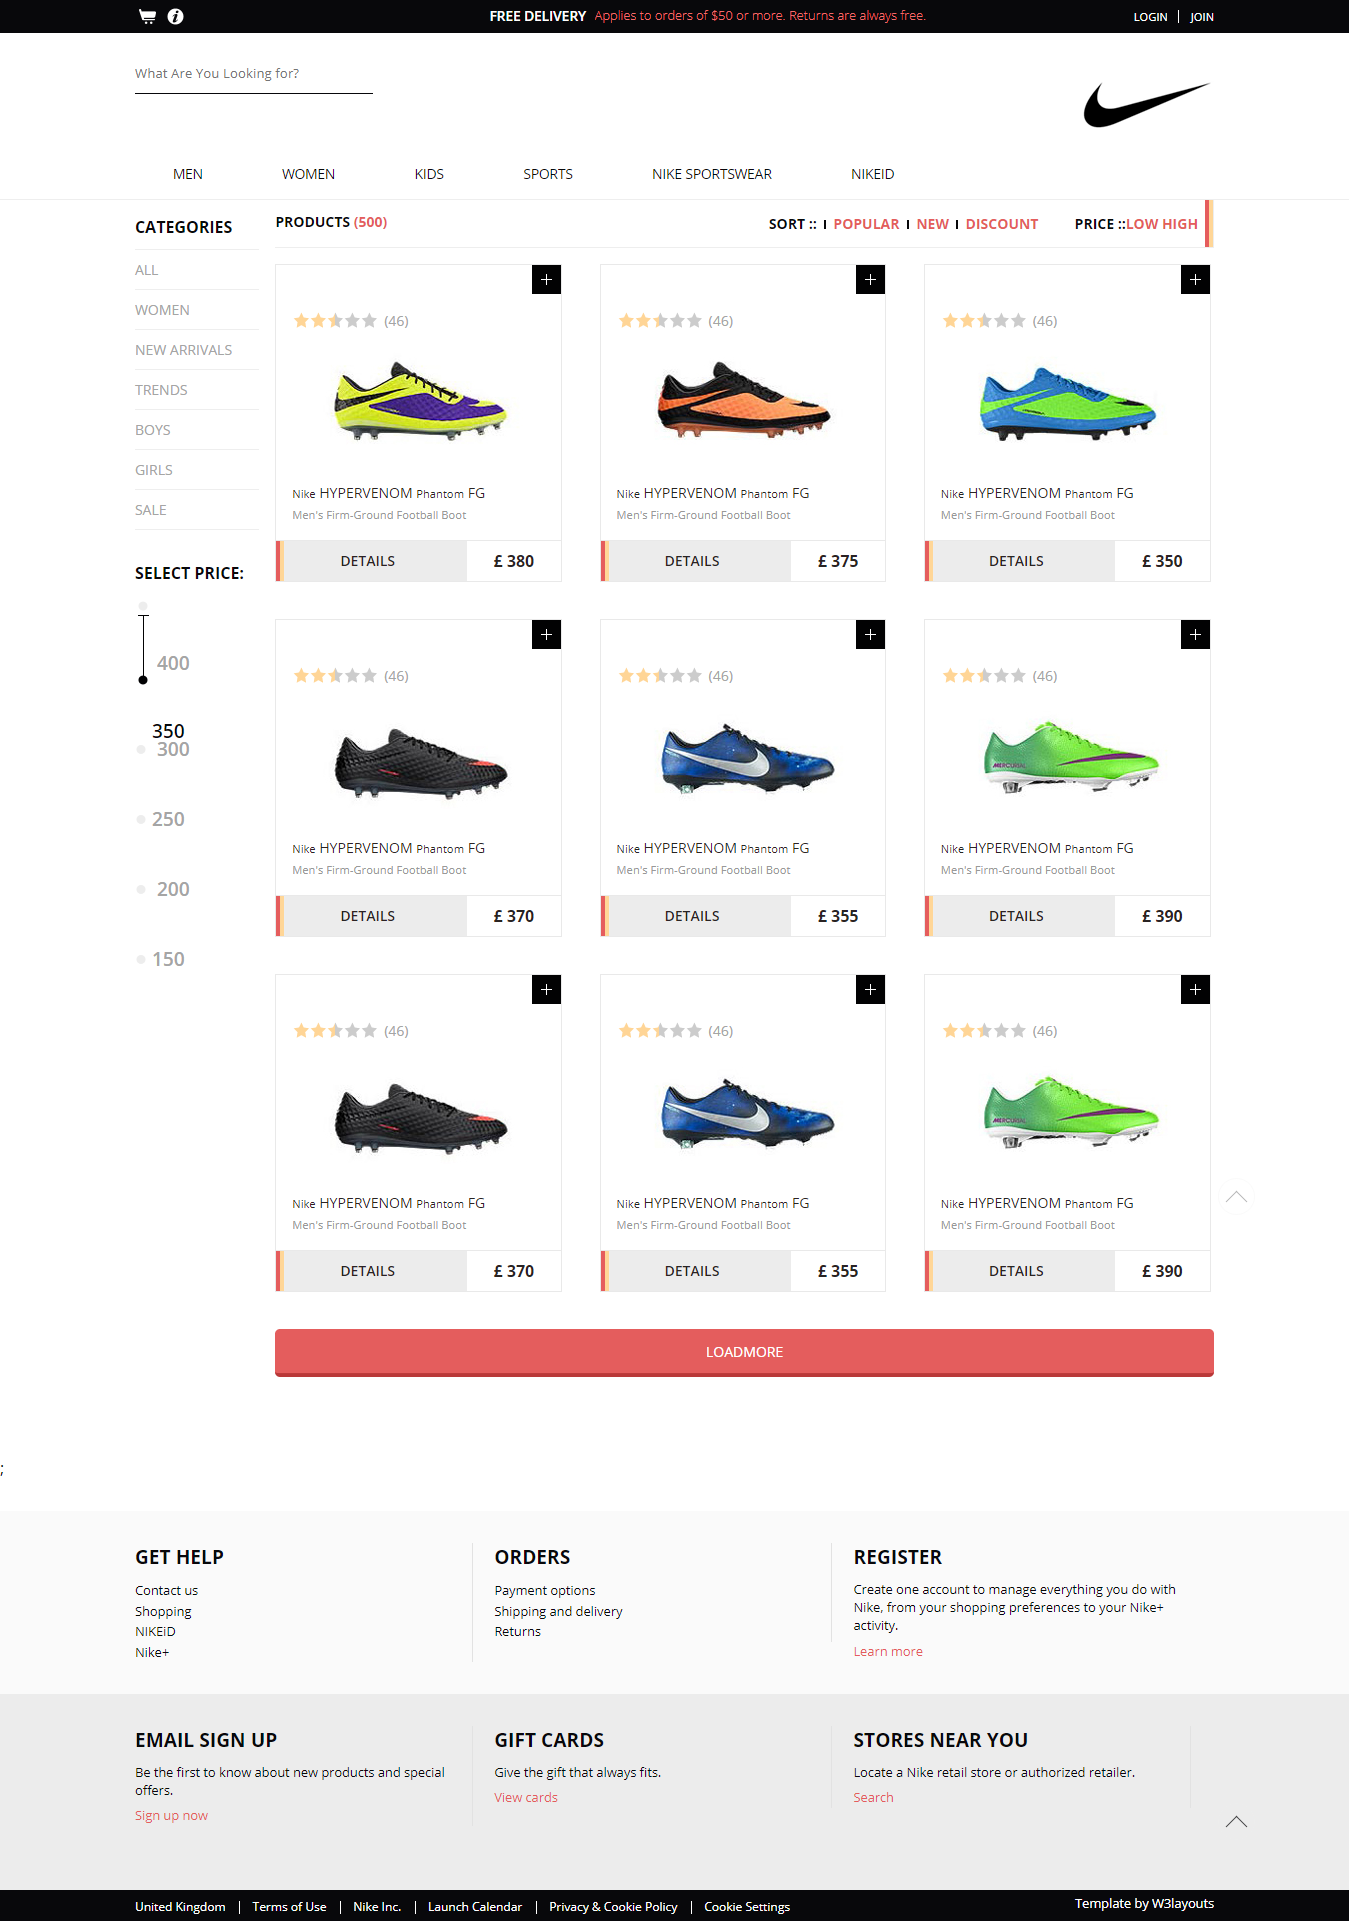 FREE DELIVERY Applies to orders of $50 or more. Returns are always free.
LOGIN | JOIN
What Are You Looking for?
MEN WOMEN KIDS SPORTS NIKE SPORTSWEAR NIKEID
CATEGORIES
ALL
WOMEN
NEW ARRIVALS
TRENDS
BOYS
GIRLS
SALE
SELECT PRICE:
400
350
300
250
200
150
PRODUCTS (500)
SORT :: POPULAR NEW DISCOUNT PRICE ::LOW HIGH
(46) (46) (46)
Nike HYPERVENOM Phantom FG Nike HYPERVENOM Phantom FG Nike HYPERVENOM Phantom FG
Men's Firm-Ground Football Boot Men's Firm-Ground Football Boot Men's Firm-Ground Football Boot
DETAILS £ 380 DETAILS £ 375 DETAILS £ 350
(46) (46) (46)
MERCURIAL
Nike HYPERVENOM Phantom FG Nike HYPERVENOM Phantom FG Nike HYPERVENOM Phantom FG
Men's Firm-Ground Football Boot Men's Firm-Ground Football Boot Men's Firm-Ground Football Boot
DETAILS £ 370 DETAILS £ 355 DETAILS £ 390
(46) (46) (46)
MERCURIAL
Nike HYPERVENOM Phantom FG Nike HYPERVENOM Phantom FG Nike HYPERVENOM Phantom FG
Men's Firm-Ground Football Boot Men's Firm-Ground Football Boot Men's Firm-Ground Football Boot
DETAILS £ 370 DETAILS £ 355 DETAILS £ 390
LOADMORE
;
GET HELP
Contact us
Shopping
NIKEiD
Nike+
ORDERS
Payment options
Shipping and delivery
Returns
REGISTER
Create one account to manage everything you do with
Nike, from your shopping preferences to your Nike+
activity.
Learn more
EMAIL SIGN UP
Be the first to know about new products and special
offers.
Sign up now
GIFT CARDS
Give the gift that always fits.
View cards
STORES NEAR YOU
Locate a Nike retail store or authorized retailer.
Search
United Kingdom | Terms of Use | Nike Inc. | Launch Calendar | Privacy & Cookie Policy | Cookie Settings
Template by W3layouts